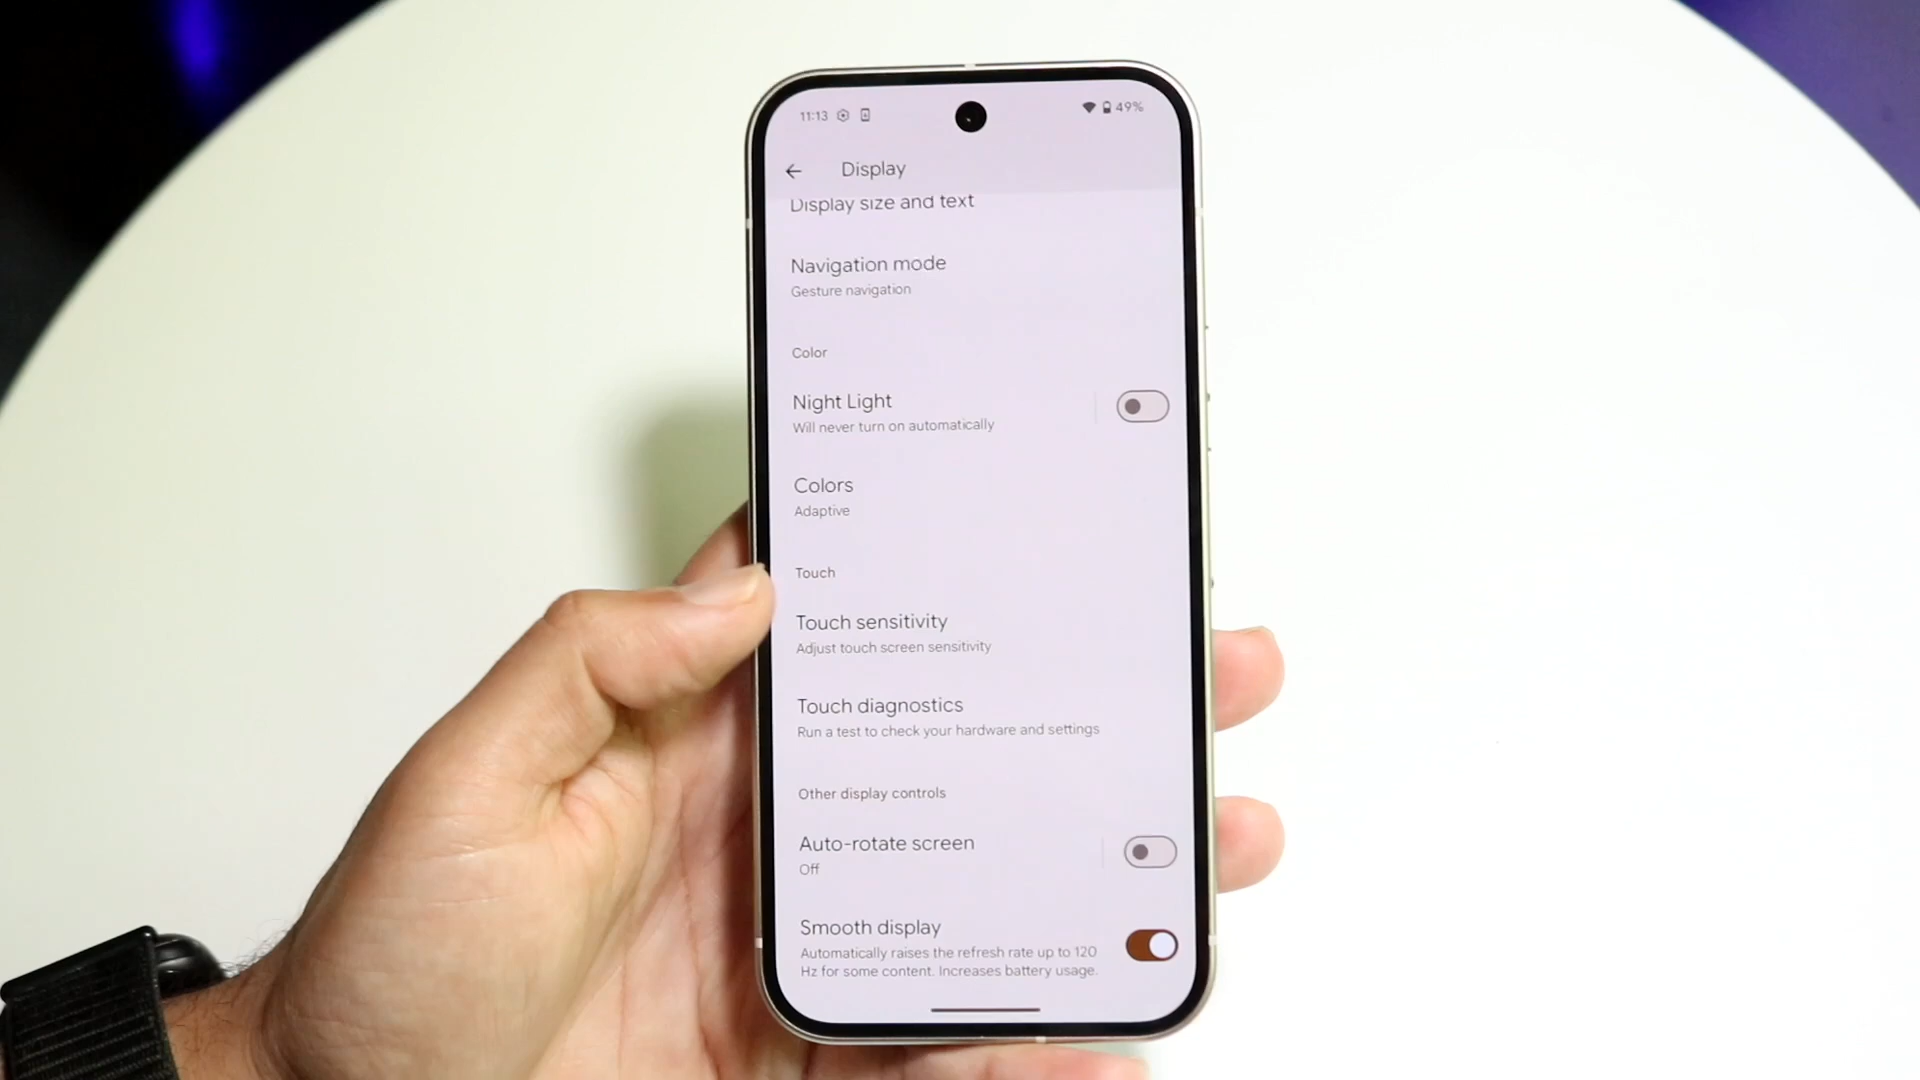 11:13
49%
Display
Display size and text
Navigation mode
Gesture navigation
Color
Night Light
Will never turn on automatically
Colors
Adaptive
Touch
Touch sensitivity
Adjust touch screen sensitivity
Touch diagnostics
Run a test to check your hardware and settings
Other display controls
Auto-rotate screen
Off
Smooth display
Automatically raises the refresh rate up to 120
Hz for some content. Increases battery usage.